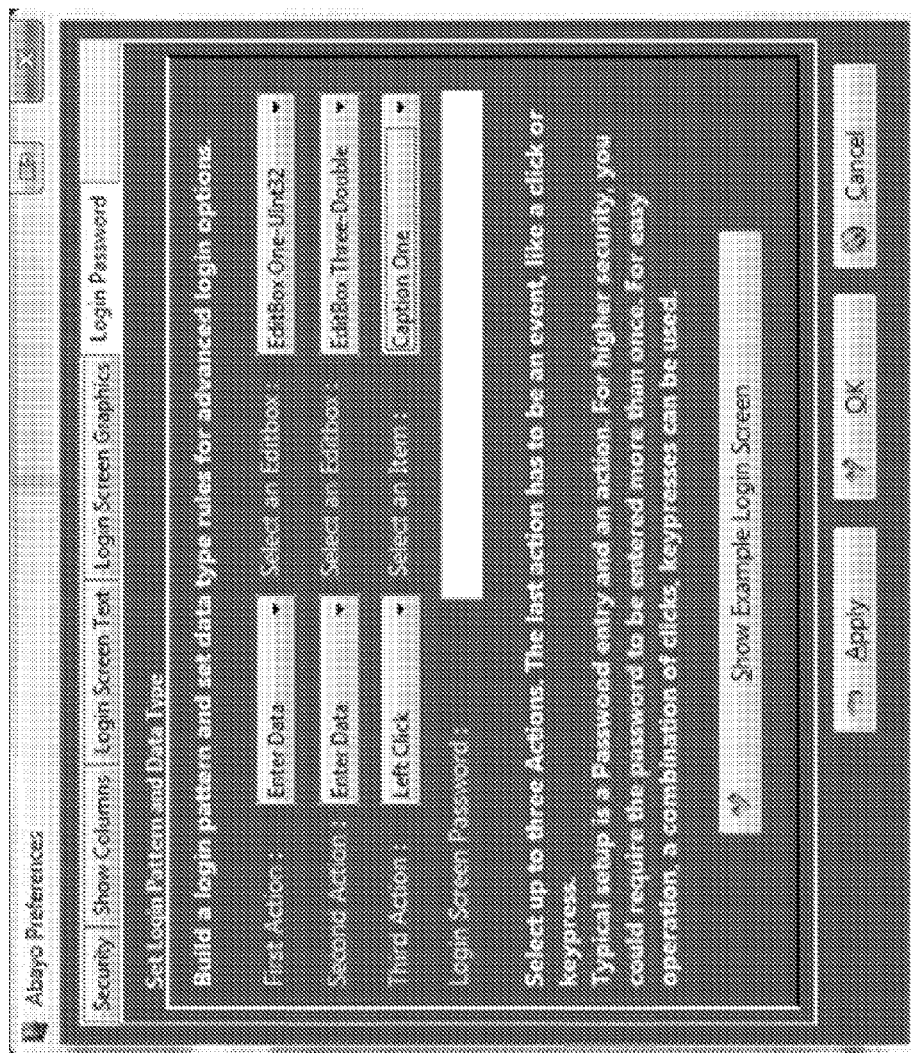 Abayo Preferences
Security Show Columns Login Screen Text Login Screen Graphics Login Password
Set Login Pattern and Data Type
Build a login pattern and set data type rules for advanced login options.
First Action : Enter Data Select an Editbox : EditBox One-UInt32
Second Action : Enter Data Select an Editbox : EditBox Three-Double
Third Action : Left Click Select an Item : Caption One
Login Screen Password :
Select up to three Actions. The last action has to be an event, like a click or
keypress.
Typical setup is a Password entry and an action. For higher security, you
could require the password to be entered more than once. For easy
operation, a combination of clicks, keypresses can be used.
Show Example Login Screen
Apply OK Cancel